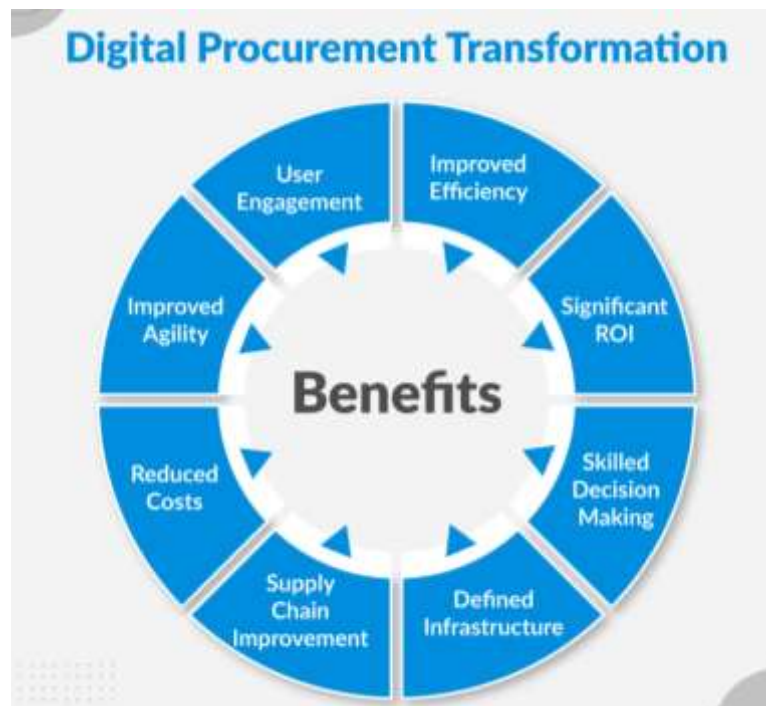 Digital Procurement Transformation
User
Engagement
Improved
Efficiency
Significant
ROI
Skilled
Decision
Making
Defined
Infrastructure
Supply
Chain
Improvement
Reduced
Costs
Improved
Agility
Benefits